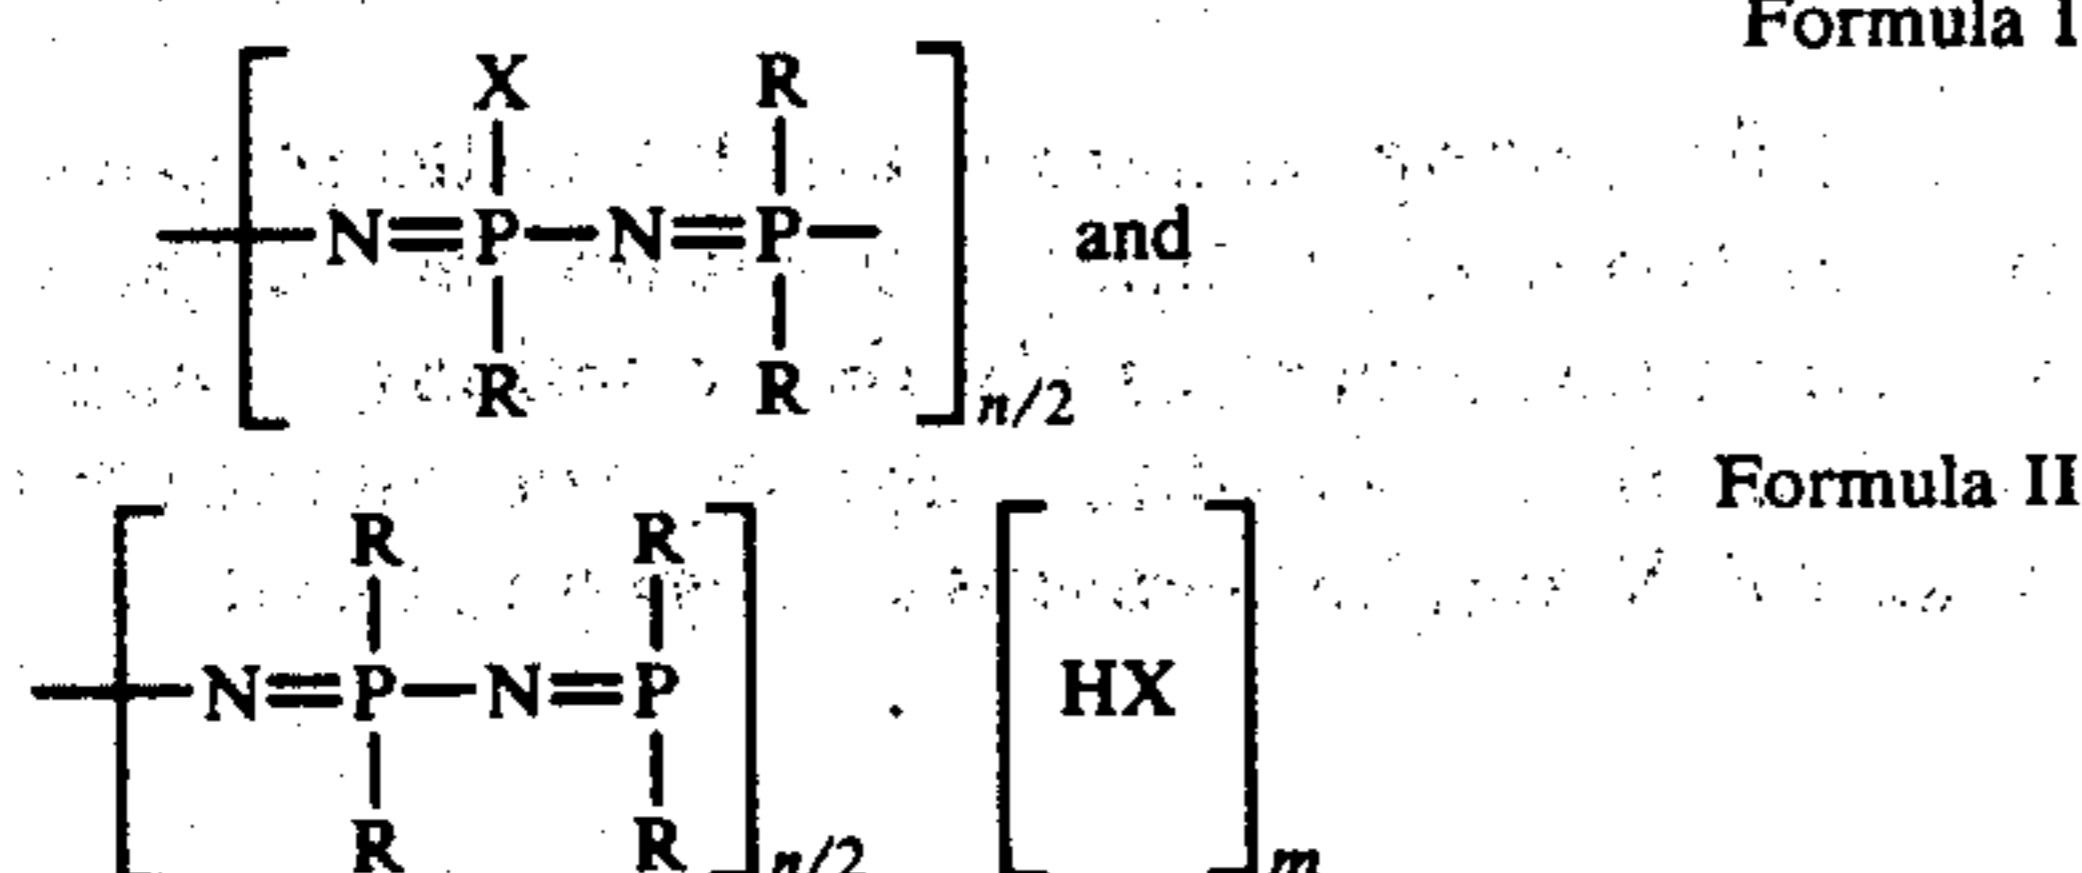 Formula I
X R
N=P—N=P— and
R R
n/2
Formula II
R R
N=P—N=P · HX
R R
n/2 m